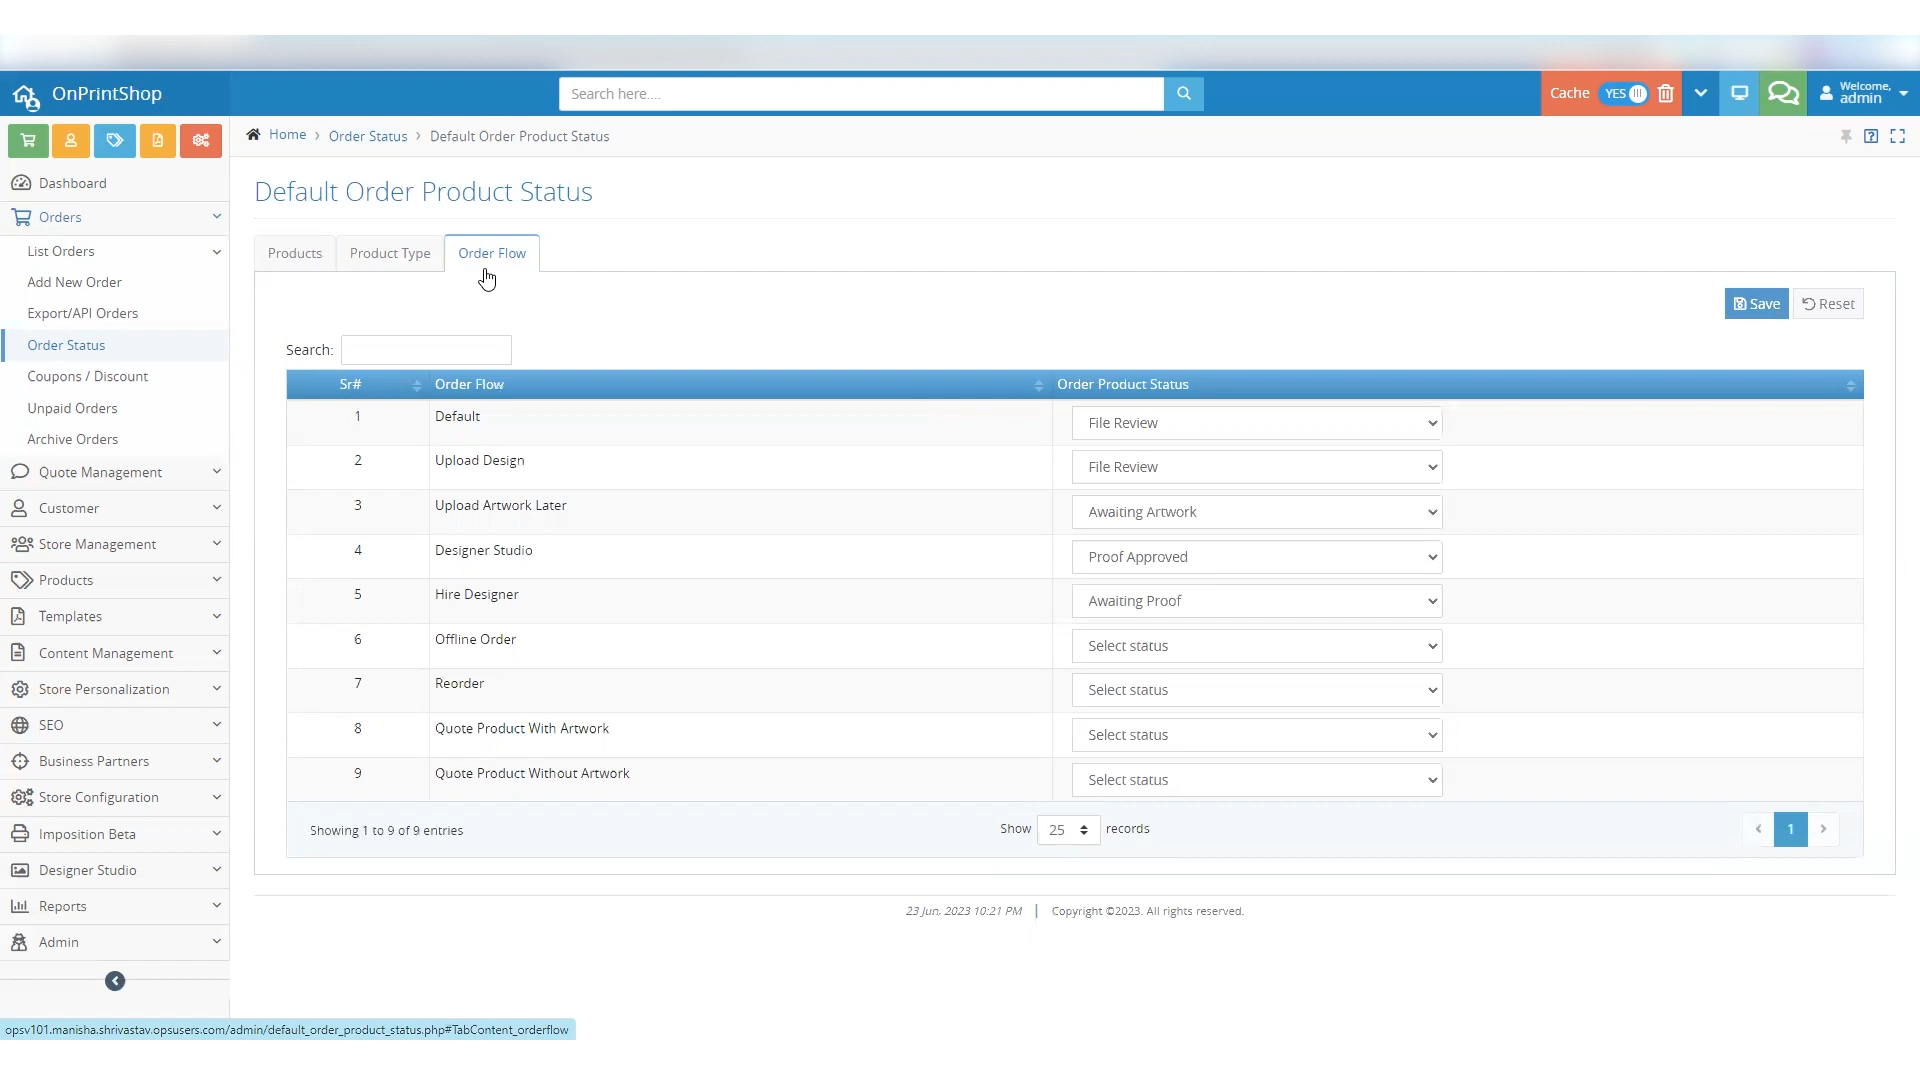 OnPrintShop
Search here....
Cache YES
Welcome,
admin
Home › Order Status › Default Order Product Status
Dashboard
Orders
List Orders
Add New Order
Export/API Orders
Order Status
Coupons / Discount
Unpaid Orders
Archive Orders
Quote Management
Customer
Store Management
Products
Templates
Content Management
Store Personalization
SEO
Business Partners
Store Configuration
Imposition Beta
Designer Studio
Reports
Admin
Default Order Product Status
Products Product Type Order Flow
Save Reset
Search:
Sr# Order Flow Order Product Status
1 Default File Review
2 Upload Design File Review
3 Upload Artwork Later Awaiting Artwork
4 Designer Studio Proof Approved
5 Hire Designer Awaiting Proof
6 Offline Order Select status
7 Reorder Select status
8 Quote Product With Artwork Select status
9 Quote Product Without Artwork Select status
Showing 1 to 9 of 9 entries Show 25 records ‹ 1 ›
23 Jun, 2023 10:21 PM | Copyright ©2023. All rights reserved.
opsv101.manisha.shrivastav.opsusers.com/admin/default_order_product_status.php#TabContent_orderflow